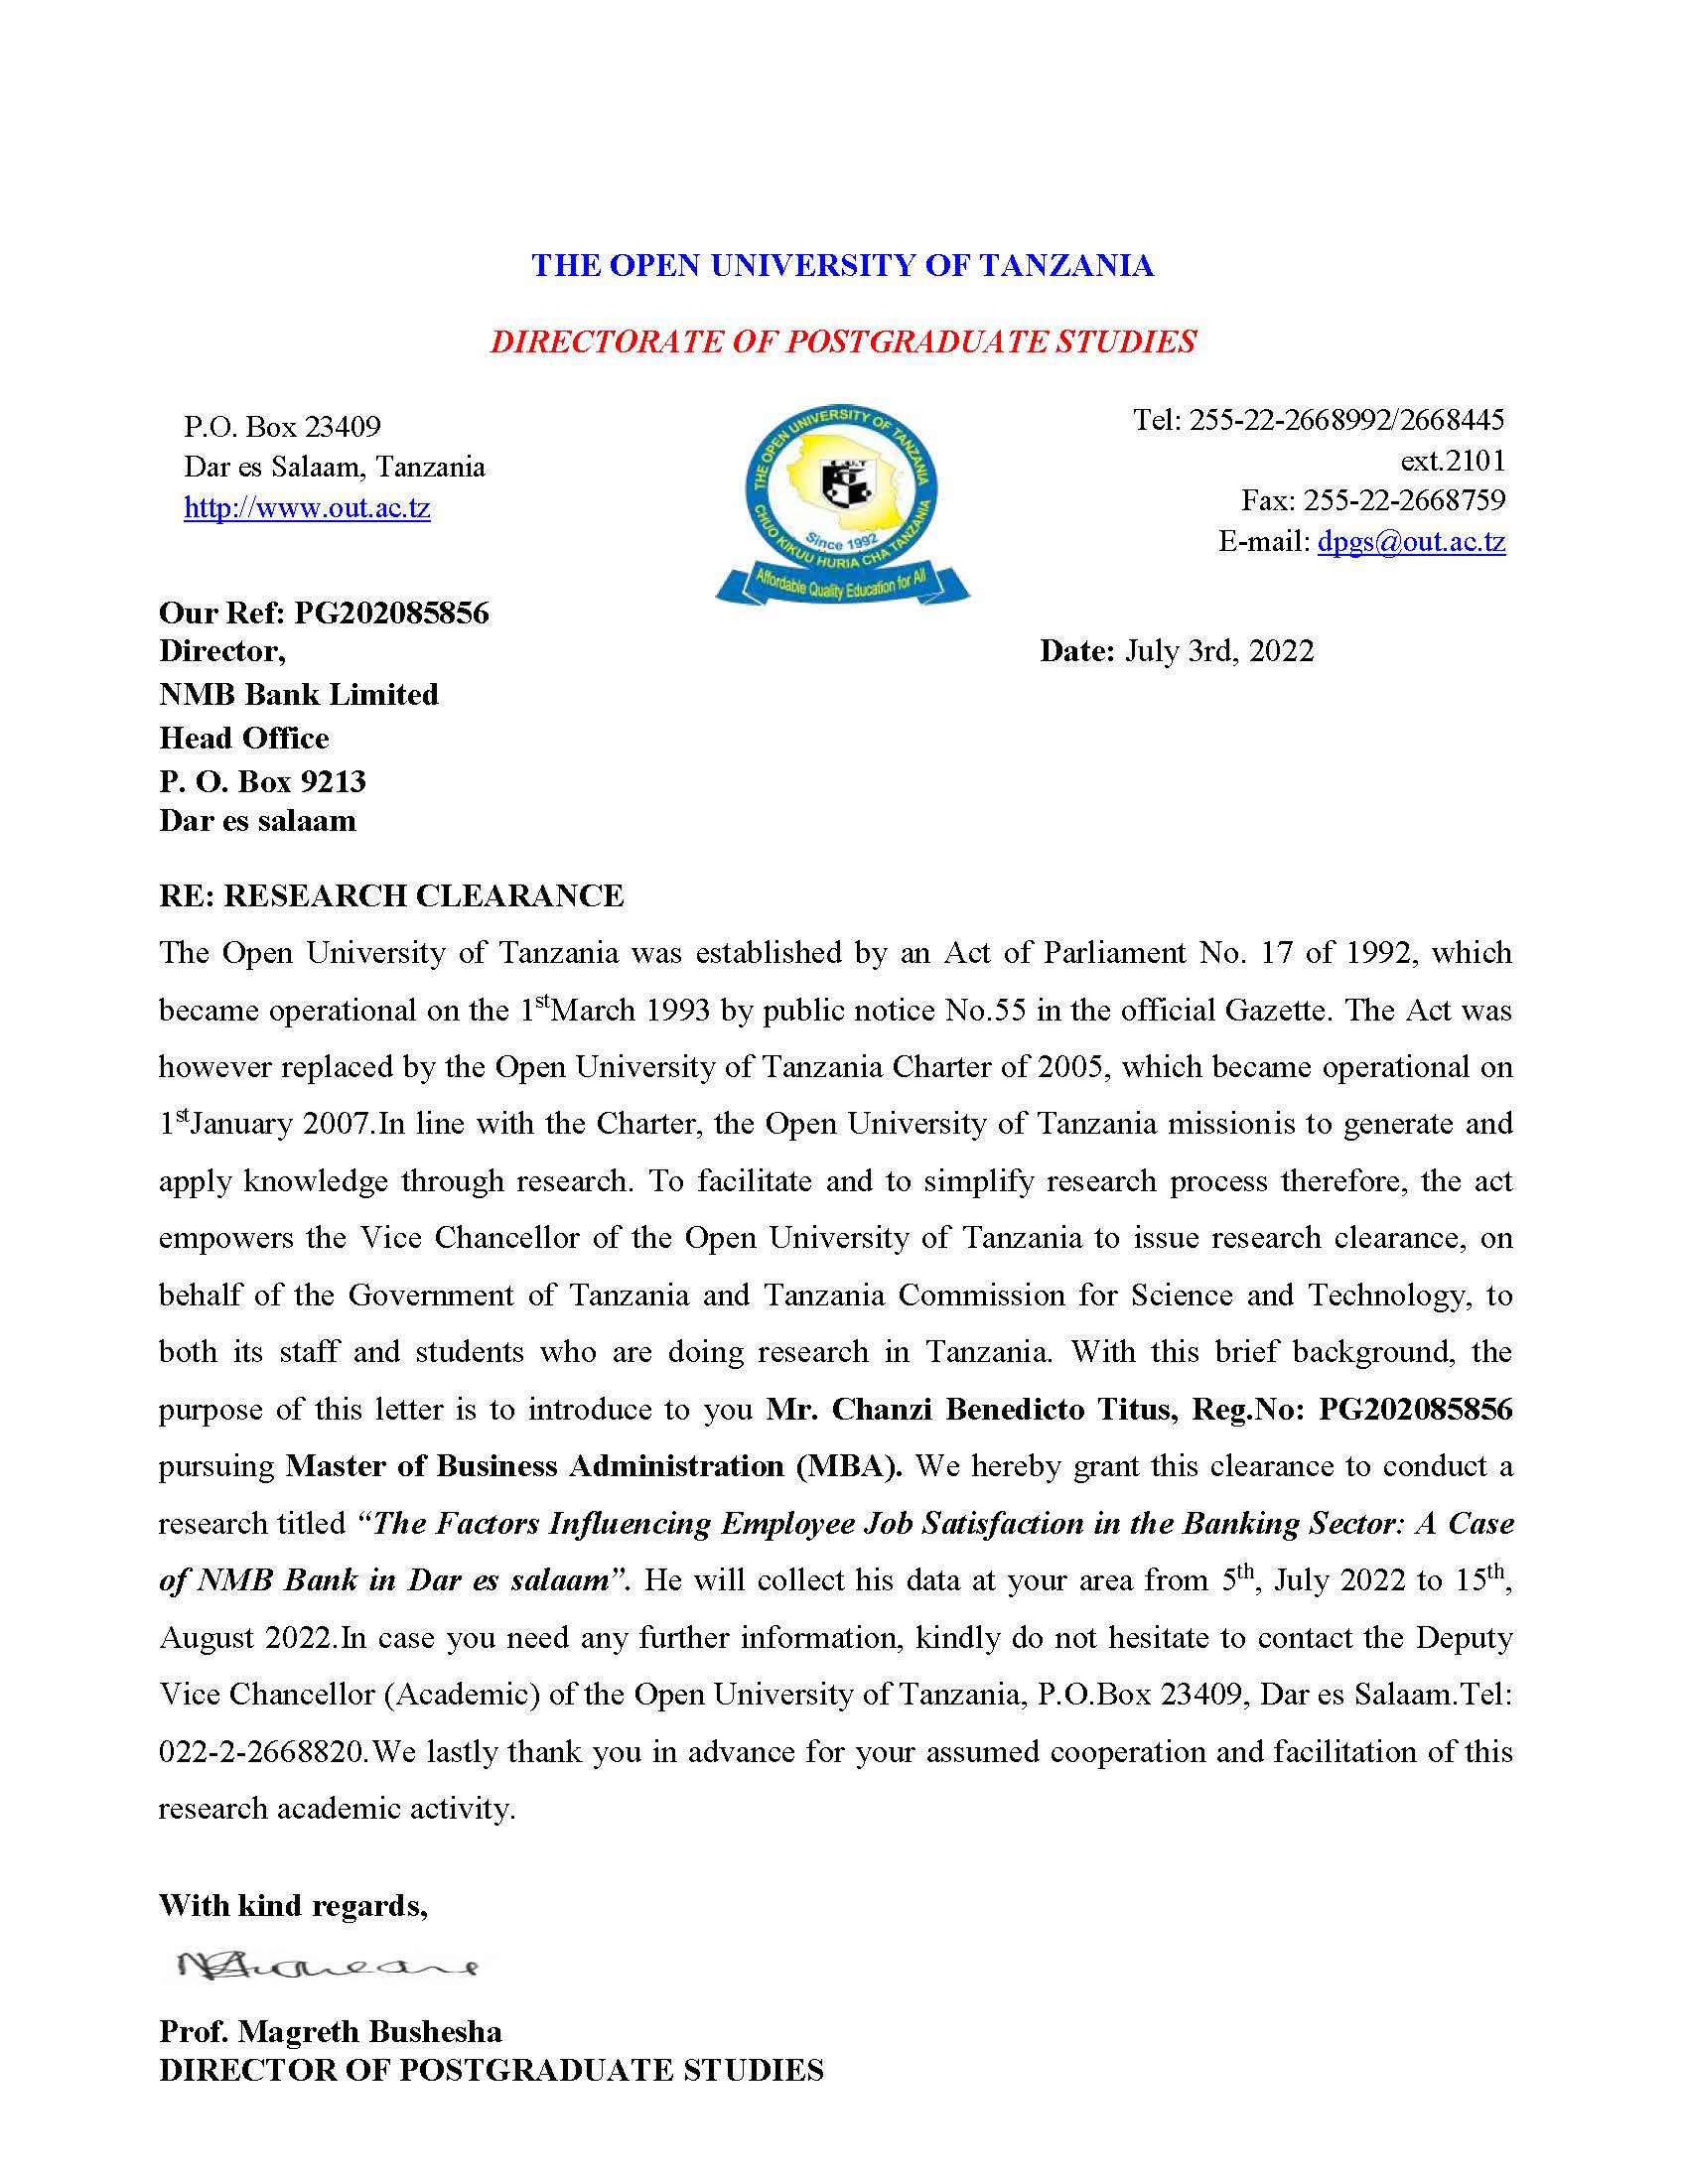 THE OPEN UNIVERSITY OF TANZANIA
DIRECTORATE OF POSTGRADUATE STUDIES
P.O. Box 23409
Dar es Salaam, Tanzania
http://www.out.ac.tz
THE OPEN UNIVERSITY OF TANZANIA
CHUO KIKUU HURIA CHA TANZANIA
O.U.T
Since 1992
Affordable Quality Education for All
Tel: 255-22-2668992/2668445
ext.2101
Fax: 255-22-2668759
E-mail: dpgs@out.ac.tz
Our Ref: PG202085856
Director,
Date: July 3rd, 2022
NMB Bank Limited
Head Office
P. O. Box 9213
Dar es salaam
RE: RESEARCH CLEARANCE
The Open University of Tanzania was established by an Act of Parliament No. 17 of 1992, which
became operational on the 1stMarch 1993 by public notice No.55 in the official Gazette. The Act was
however replaced by the Open University of Tanzania Charter of 2005, which became operational on
1stJanuary 2007.In line with the Charter, the Open University of Tanzania missionis to generate and
apply knowledge through research. To facilitate and to simplify research process therefore, the act
empowers the Vice Chancellor of the Open University of Tanzania to issue research clearance, on
behalf of the Government of Tanzania and Tanzania Commission for Science and Technology, to
both its staff and students who are doing research in Tanzania. With this brief background, the
purpose of this letter is to introduce to you Mr. Chanzi Benedicto Titus, Reg.No: PG202085856
pursuing Master of Business Administration (MBA). We hereby grant this clearance to conduct a
research titled “The Factors Influencing Employee Job Satisfaction in the Banking Sector: A Case
of NMB Bank in Dar es salaam”. He will collect his data at your area from 5th, July 2022 to 15th,
August 2022.In case you need any further information, kindly do not hesitate to contact the Deputy
Vice Chancellor (Academic) of the Open University of Tanzania, P.O.Box 23409, Dar es Salaam.Tel:
022-2-2668820.We lastly thank you in advance for your assumed cooperation and facilitation of this
research academic activity.
With kind regards,
Prof. Magreth Bushesha
DIRECTOR OF POSTGRADUATE STUDIES